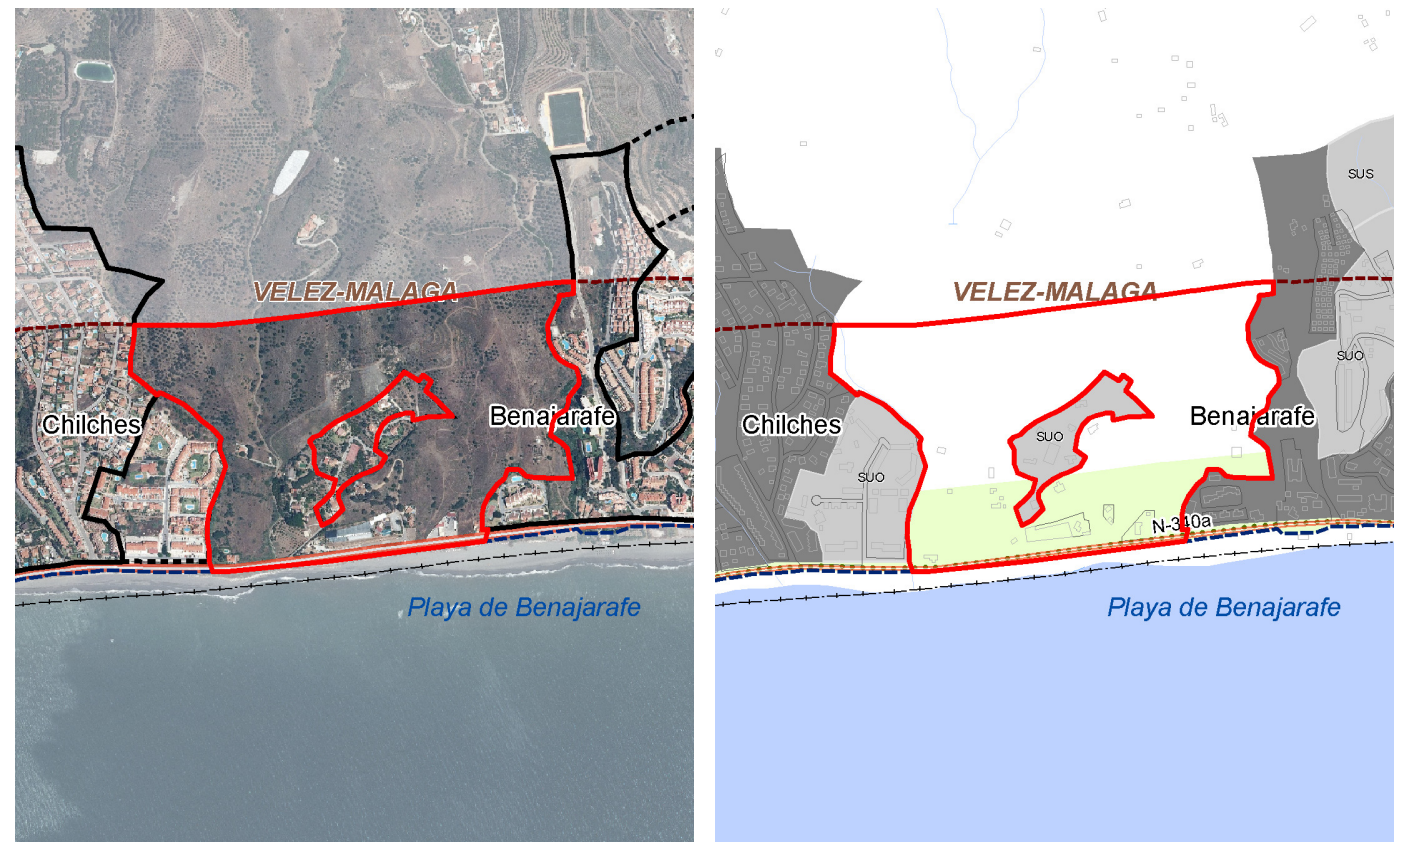 VELEZ-MALAGA
Chilches
Benajarafe
Playa de Benajarafe
SUS
VELEZ-MALAGA
SUO
Chilches
Benajarafe
SUO
SUO
N-340a
Playa de Benajarafe